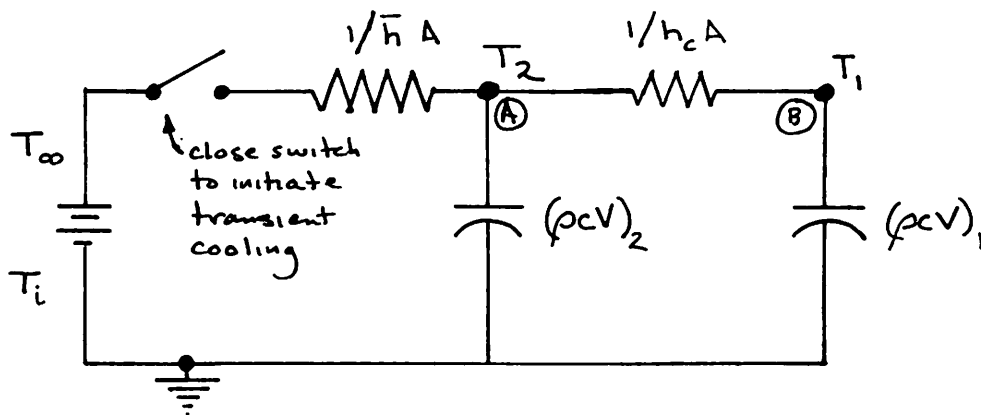 1/h̄ A
1/h_c A
T₂
T₁
A
B
T∞
close switch
to initiate
transient
cooling
(ρcV)₂
(ρcV)₁
Tᵢ